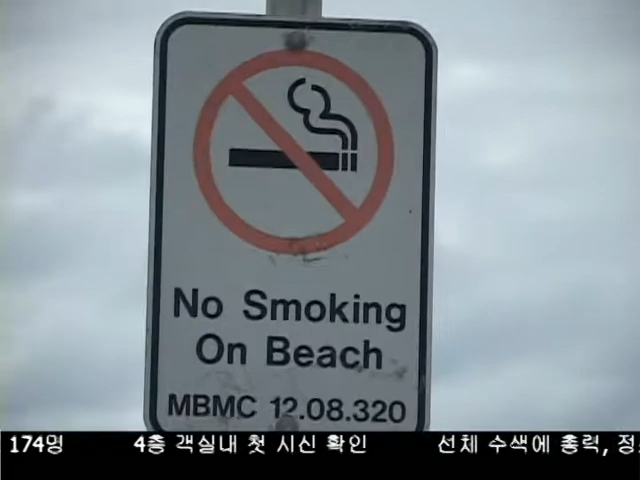 No Smoking
On Beach
MBMC 12.08.320
174명 4층 객실내 첫 시신 확인 선체 수색에 총력,